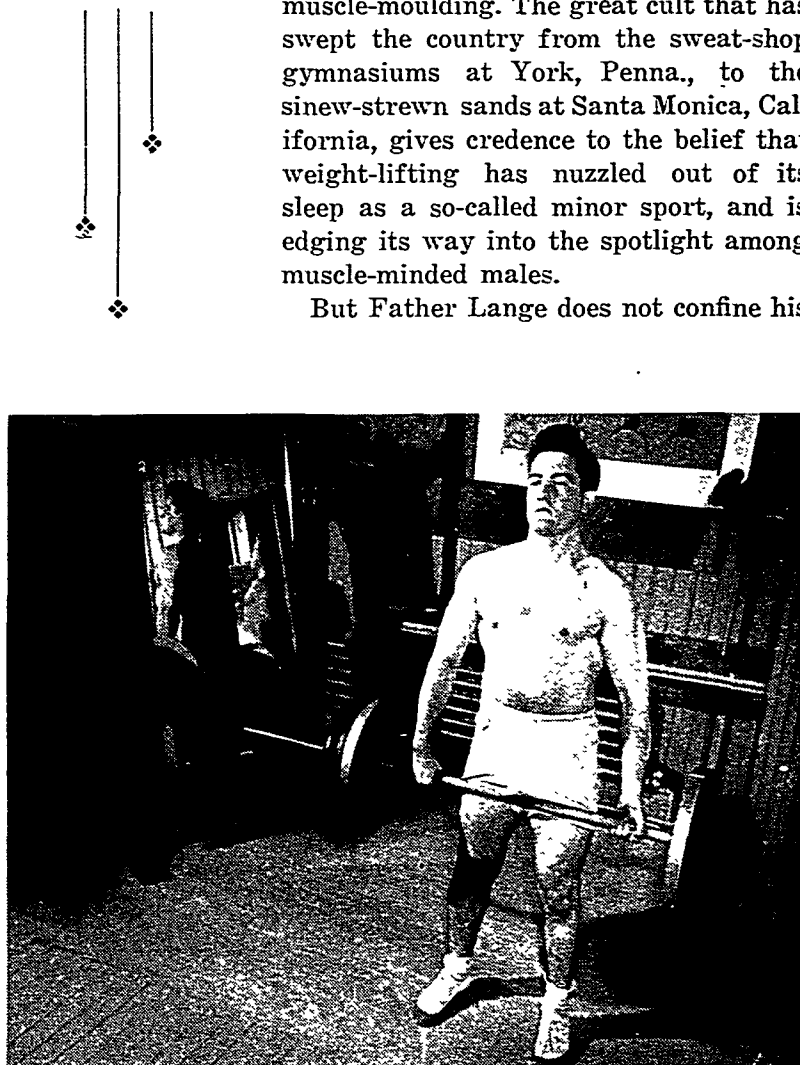 muscle-moulding. The great cult that has
swept the country from the sweat-shop
gymnasiums at York, Penna., to the
sinew-strewn sands at Santa Monica, Cal-
ifornia, gives credence to the belief that
weight-lifting has nuzzled out of its
sleep as a so-called minor sport, and is
edging its way into the spotlight among
muscle-minded males.
But Father Lange does not confine his